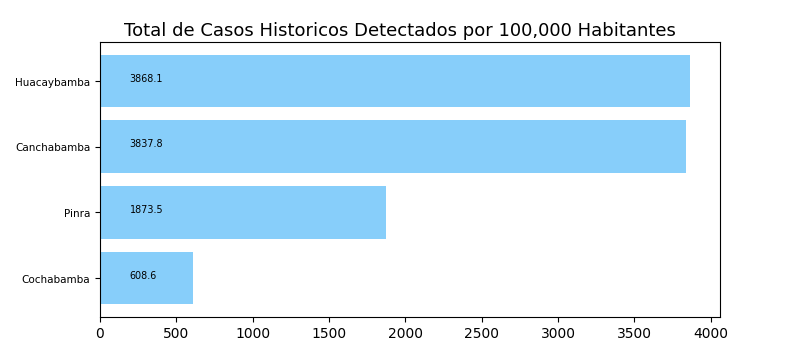 Total de Casos Historicos Detectados por 100,000 Habitantes
Huacaybamba 3868.1
Canchabamba 3837.8
Pinra 1873.5
Cochabamba 608.6
0 500 1000 1500 2000 2500 3000 3500 4000